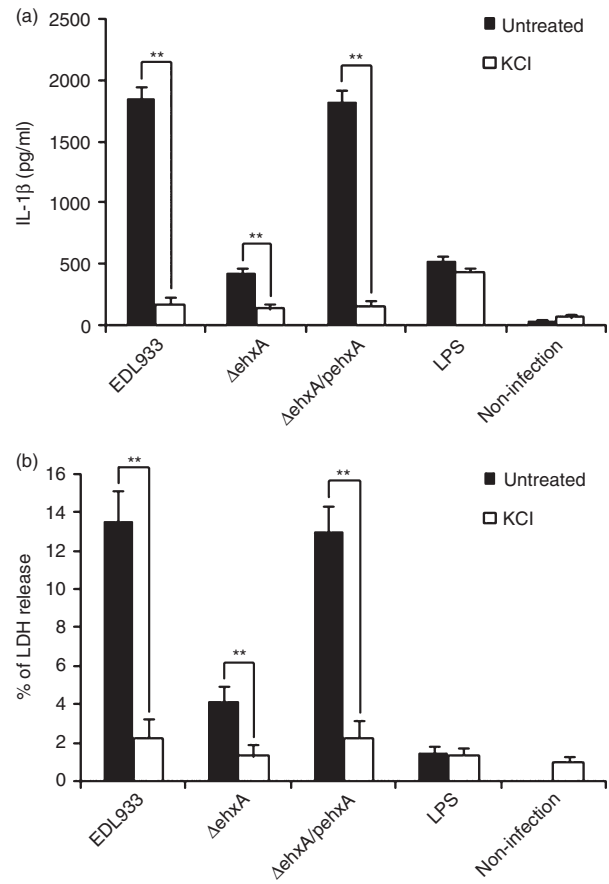 (a)
2500
2000
1500
1000
500
0
IL-1β (pg/ml)
Untreated
KCl
**
**
**
EDL933
ΔehxA
ΔehxA/pehxA
LPS
Non-infection
(b)
16
14
12
10
8
6
4
2
0
% of LDH release
Untreated
KCl
**
**
**
EDL933
ΔehxA
ΔehxA/pehxA
LPS
Non-infection